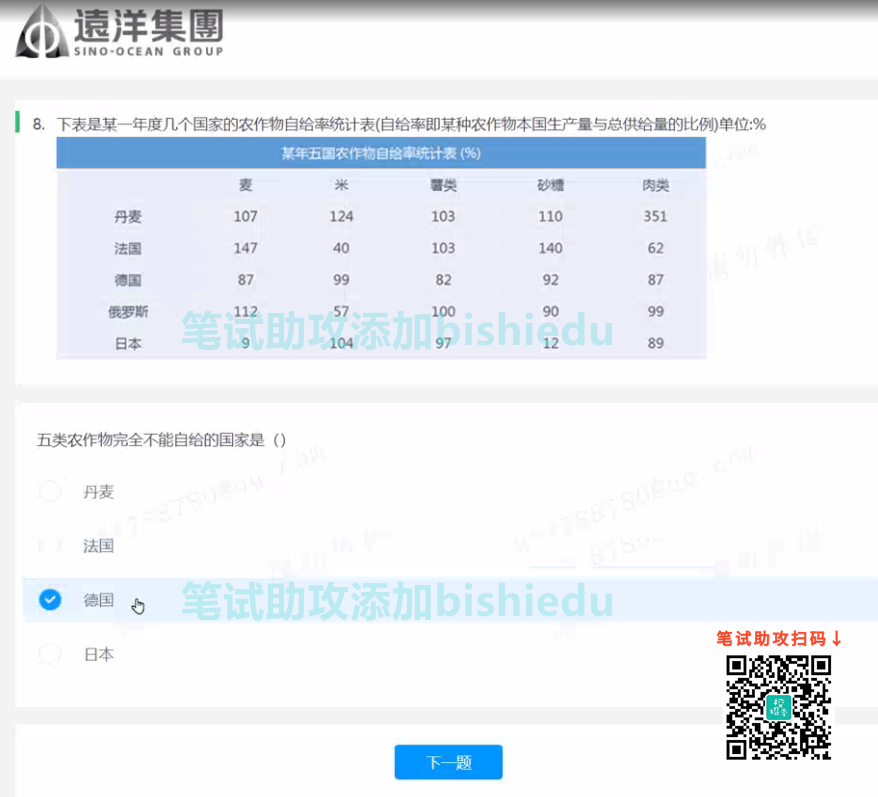 遠洋集團
SINO-OCEAN GROUP
8. 下表是某一年度几个国家的农作物自给率统计表(自给率即某种农作物本国生产量与总供给量的比例)单位:%
某年五国农作物自给率统计表 (%)
麦 米 薯类 砂糖 肉类
丹麦 107 124 103 110 351
法国 147 40 103 140 62
德国 87 99 82 92 87
俄罗斯 112 57 100 90 99
笔试助攻添加bishiedu
日本 9 104 97 12 89
五类农作物完全不能自给的国家是（）
丹麦
法国
德国
笔试助攻添加bishiedu
日本
笔试助攻扫码↓
下一题